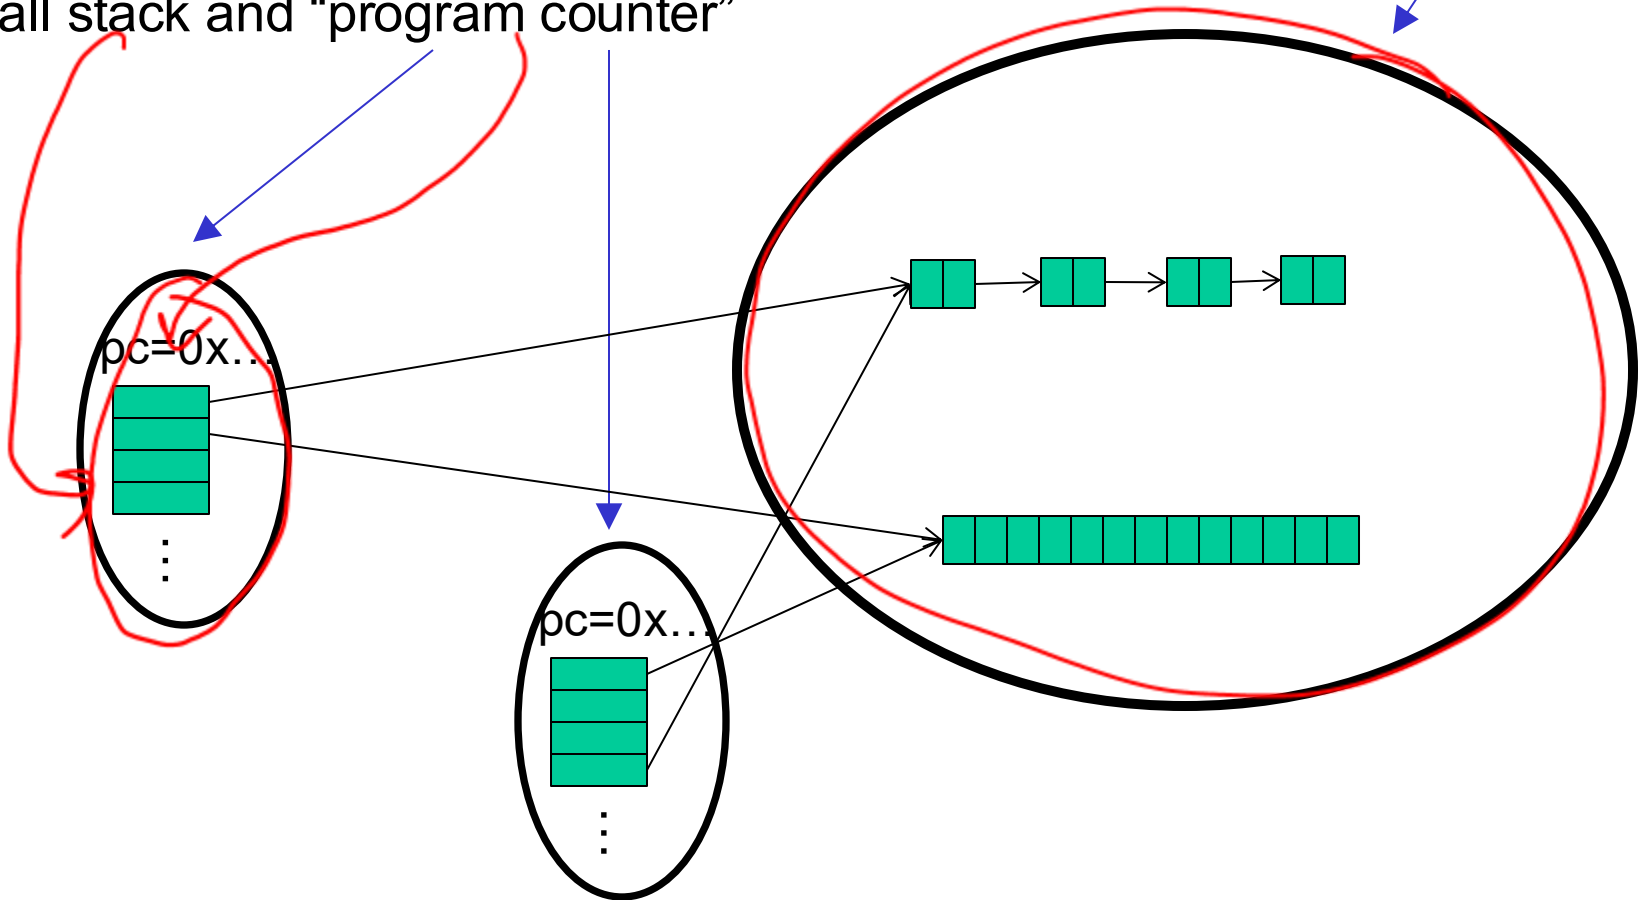 all stack and “program counter”
pc=0x…
⋮
pc=0x…
⋮